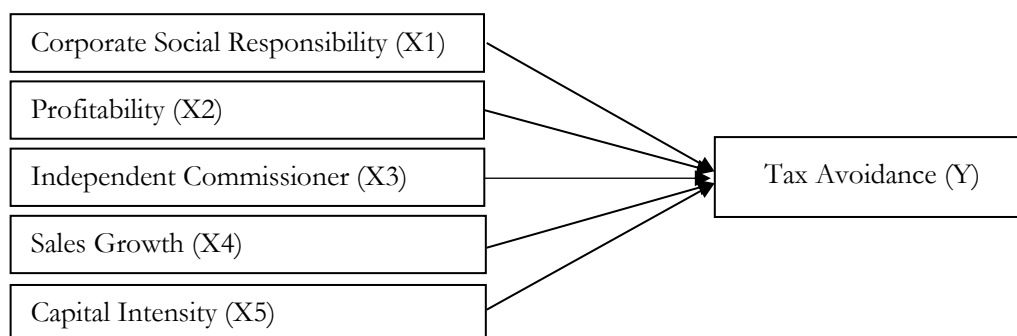 Corporate Social Responsibility (X1)
Profitability (X2)
Independent Commissioner (X3)
Tax Avoidance (Y)
Sales Growth (X4)
Capital Intensity (X5)